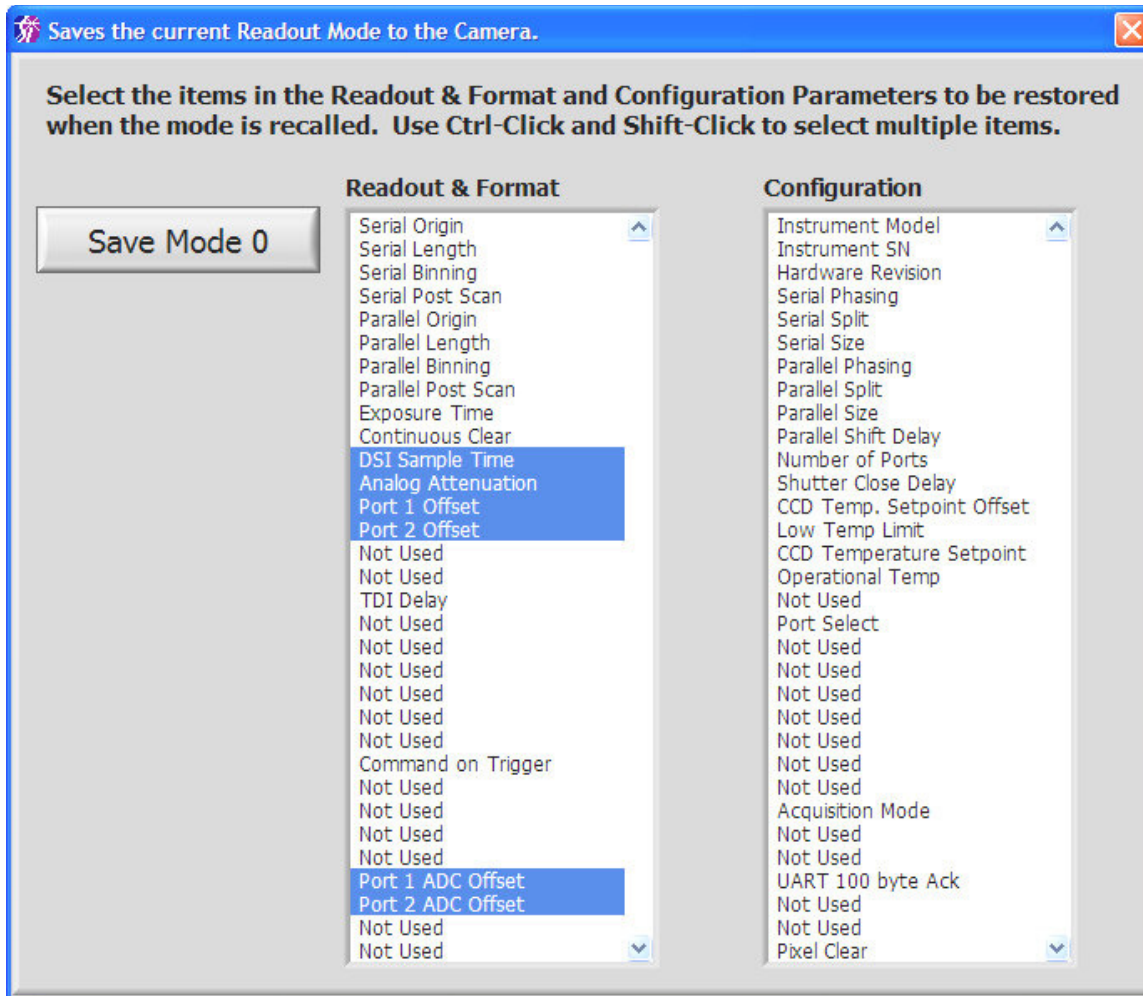 Saves the current Readout Mode to the Camera.
Select the items in the Readout & Format and Configuration Parameters to be restored
when the mode is recalled.  Use Ctrl-Click and Shift-Click to select multiple items.
Save Mode 0
Readout & Format
Serial Origin
Serial Length
Serial Binning
Serial Post Scan
Parallel Origin
Parallel Length
Parallel Binning
Parallel Post Scan
Exposure Time
Continuous Clear
DSI Sample Time
Analog Attenuation
Port 1 Offset
Port 2 Offset
Not Used
Not Used
TDI Delay
Not Used
Not Used
Not Used
Not Used
Not Used
Not Used
Command on Trigger
Not Used
Not Used
Not Used
Not Used
Port 1 ADC Offset
Port 2 ADC Offset
Not Used
Not Used
Configuration
Instrument Model
Instrument SN
Hardware Revision
Serial Phasing
Serial Split
Serial Size
Parallel Phasing
Parallel Split
Parallel Size
Parallel Shift Delay
Number of Ports
Shutter Close Delay
CCD Temp. Setpoint Offset
Low Temp Limit
CCD Temperature Setpoint
Operational Temp
Not Used
Port Select
Not Used
Not Used
Not Used
Not Used
Not Used
Not Used
Not Used
Acquisition Mode
Not Used
Not Used
UART 100 byte Ack
Not Used
Not Used
Pixel Clear